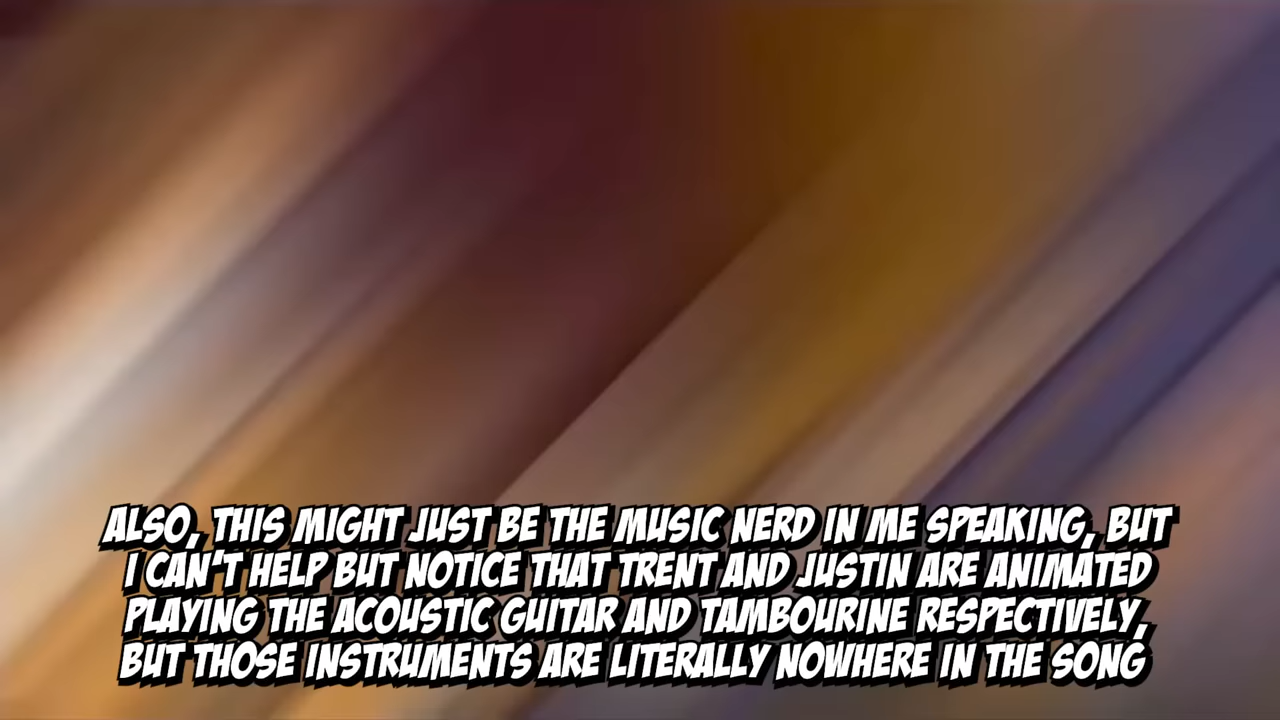 ALSO, THIS MIGHT JUST BE THE MUSIC NERD IN ME SPEAKING, BUT
I CAN'T HELP BUT NOTICE THAT TRENT AND JUSTIN ARE ANIMATED
PLAYING THE ACOUSTIC GUITAR AND TAMBOURINE RESPECTIVELY,
BUT THOSE INSTRUMENTS ARE LITERALLY NOWHERE IN THE SONG